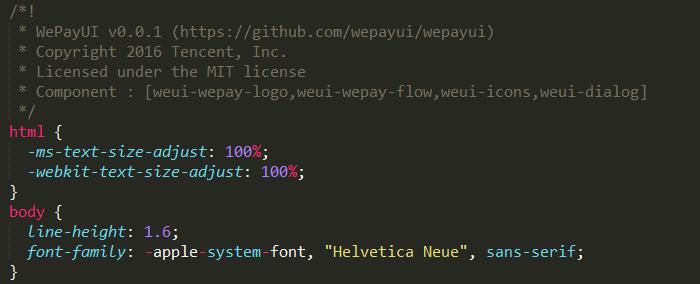 /*!
 * WePayUI v0.0.1 (https://github.com/wepayui/wepayui)
 * Copyright 2016 Tencent, Inc.
 * Licensed under the MIT license
 * Component : [weui-wepay-logo,weui-wepay-flow,weui-icons,weui-dialog]
 */
html {
  -ms-text-size-adjust: 100%;
  -webkit-text-size-adjust: 100%;
}
body {
  line-height: 1.6;
  font-family: -apple-system-font, "Helvetica Neue", sans-serif;
}